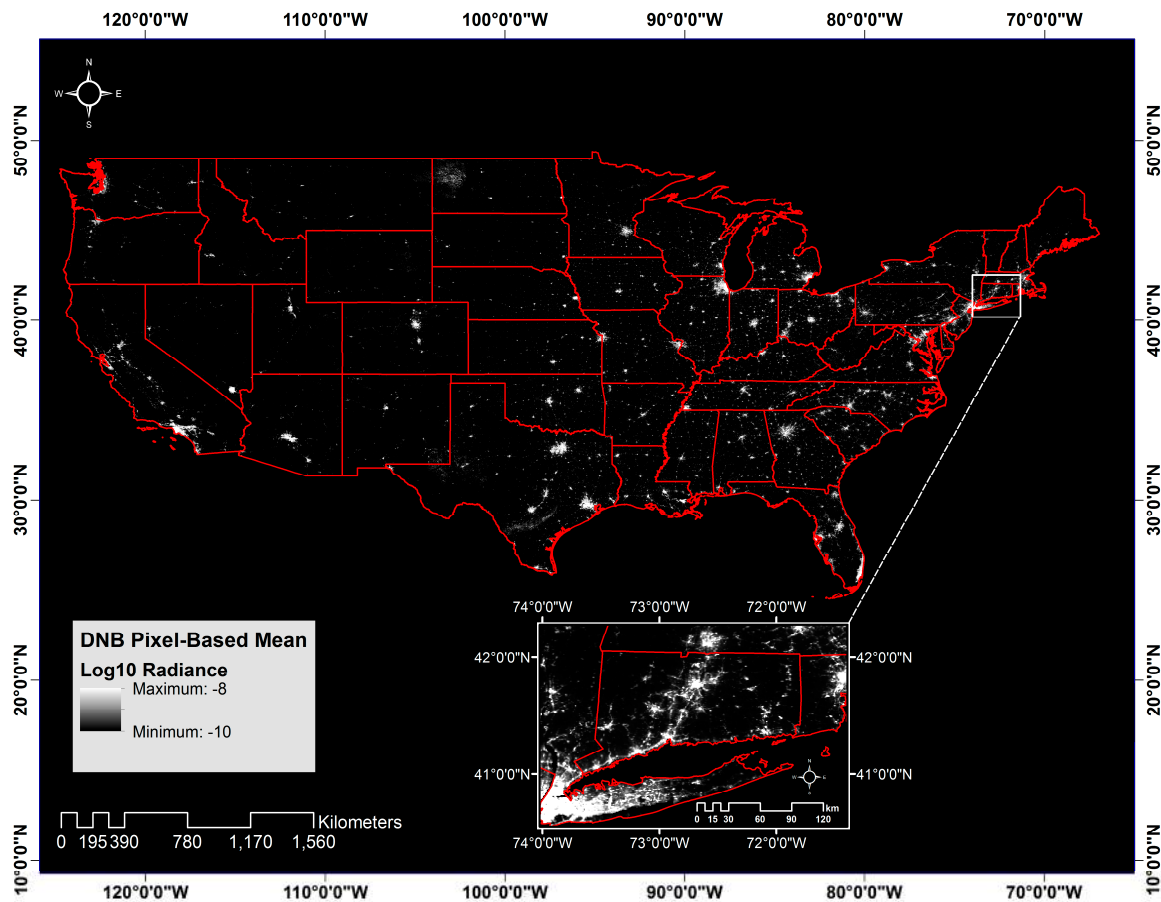 120°0'0"W 110°0'0"W 100°0'0"W 90°0'0"W 80°0'0"W 70°0'0"W
N
W E
S
50°0'0"N 50°0'0"N
40°0'0"N 40°0'0"N
30°0'0"N 30°0'0"N
20°0'0"N 20°0'0"N
10°0'0"N 10°0'0"N
74°0'0"W 73°0'0"W 72°0'0"W
42°0'0"N 42°0'0"N
41°0'0"N 41°0'0"N
N
W E
S
km
0 15 30 60 90 120
74°0'0"W 73°0'0"W 72°0'0"W
DNB Pixel-Based Mean
Log10 Radiance
Maximum: -8
Minimum: -10
Kilometers
0 195390 780 1,170 1,560
120°0'0"W 110°0'0"W 100°0'0"W 90°0'0"W 80°0'0"W 70°0'0"W